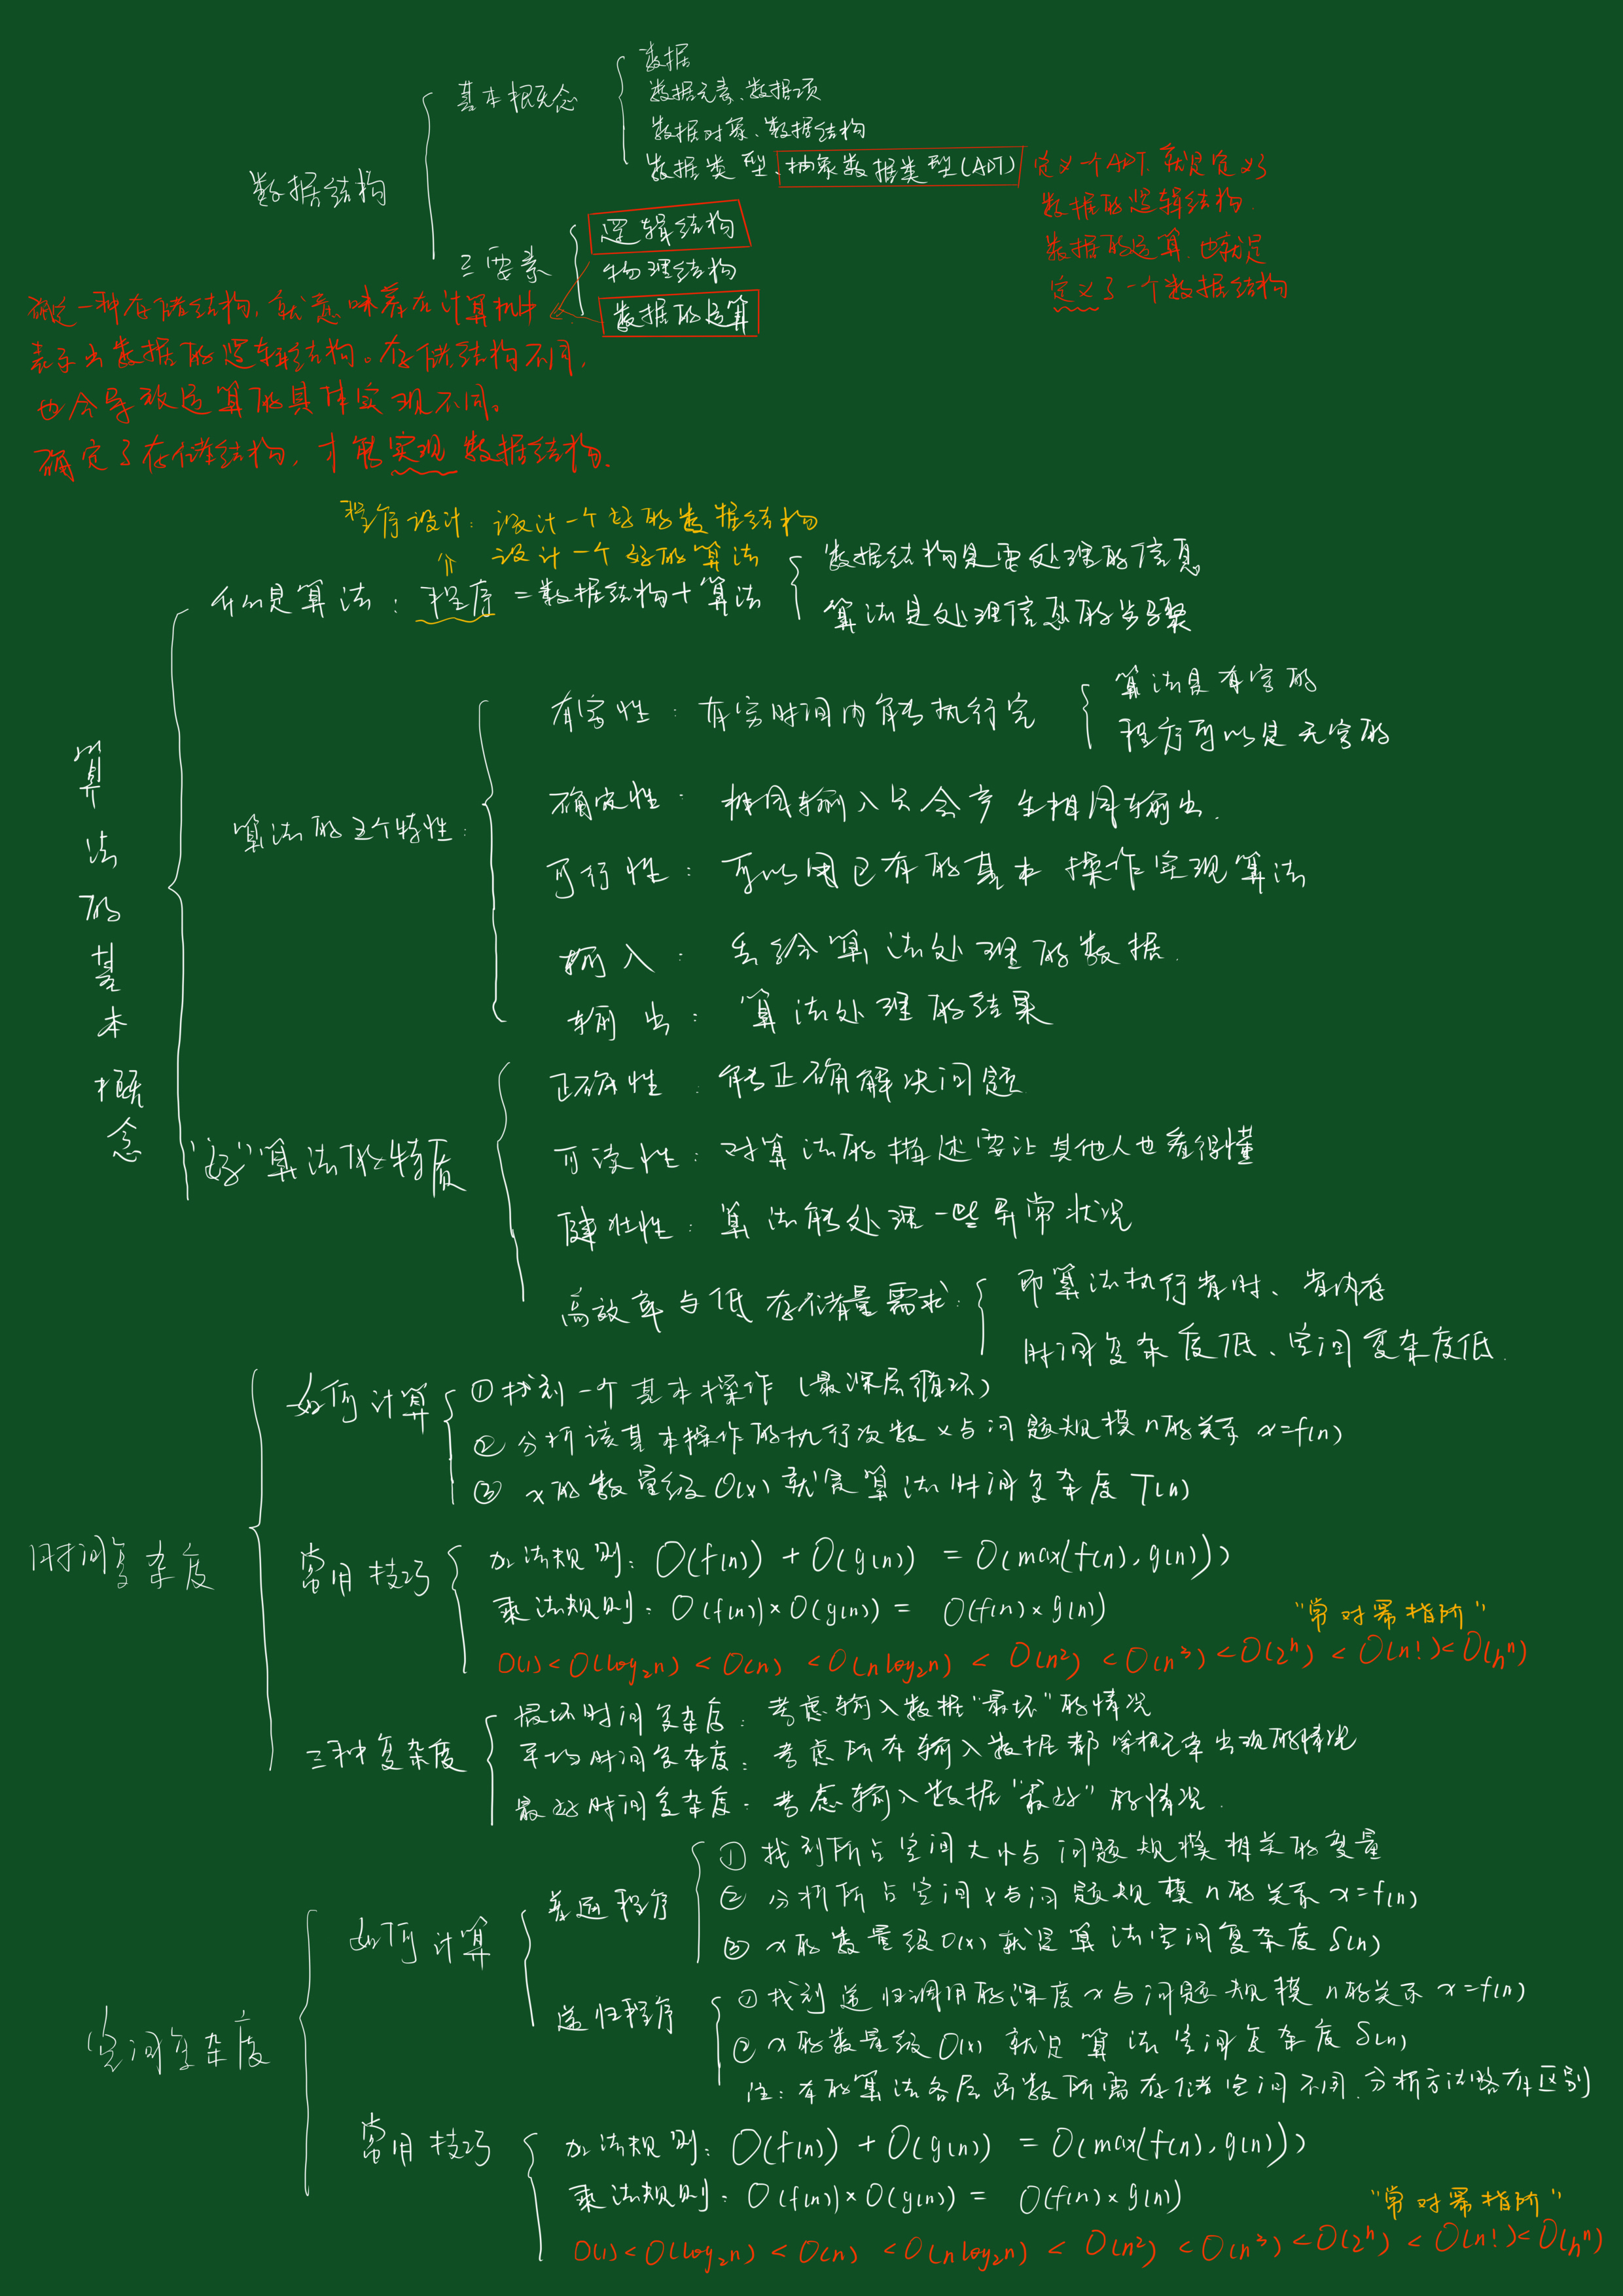 数据结构
基本概念
数据
数据元素、数据项
数据对象、数据结构
数据类型、抽象数据类型(ADT)
定义一个ADT, 就是定义了
数据的逻辑结构.
数据的运算. 也就是
定义了一个数据结构
三要素
逻辑结构
物理结构
数据的运算
确定一种存储结构, 就意味着在计算机中
表示出数据的逻辑结构。存储结构不同,
也会导致运算的具体实现不同。
确定了存储结构, 才能实现数据结构.
算法的基本概念
程序设计: 设计一个好的数据结构
设计一个好的算法
什么是算法: 程序=数据结构+算法
数据结构是要处理的信息
算法是处理信息的步骤
算法的五个特性:
有穷性: 有穷时间内能执行完
算法是有穷的
程序可以是无穷的
确定性: 相同输入只会产生相同输出.
可行性: 可以用已有的基本操作实现算法
输入: 丢给算法处理的数据.
输出: 算法处理的结果
"好"算法的特质
正确性: 能正确解决问题
可读性: 对算法的描述要让其他人也看得懂
健壮性: 算法能处理一些异常状况
高效率与低存储量需求:
即算法执行省时、省内存
时间复杂度低、空间复杂度低.
时间复杂度
如何计算
①找到一个基本操作(最深层循环)
②分析该基本操作的执行次数x与问题规模n的关系 x=f(n)
③x的数量级O(x)就是算法时间复杂度T(n)
常用技巧
加法规则: O(f(n)) + O(g(n)) = O(max(f(n), g(n)))
乘法规则: O(f(n))×O(g(n)) = O(f(n)×g(n))
"常对幂指阶"
O(1)<O(log₂n)<O(n)<O(nlog₂n)<O(n²)<O(n³)<O(2ⁿ)<O(n!)<O(nⁿ)
三种复杂度
最坏时间复杂度: 考虑输入数据"最坏"的情况
平均时间复杂度: 考虑所有输入数据都等概率出现的情况
最好时间复杂度: 考虑输入数据"最好"的情况.
空间复杂度
如何计算
普通程序
①找到所占空间大小与问题规模相关的变量
②分析所占空间x与问题规模n的关系 x=f(n)
③x的数量级O(x)就是算法空间复杂度S(n)
递归程序
①找到递归调用的深度x与问题规模n的关系 x=f(n)
②x的数量级O(x)就是算法空间复杂度S(n)
注: 有的算法各层函数所需存储空间不同, 分析方法略有区别
常用技巧
加法规则: O(f(n)) + O(g(n)) = O(max(f(n), g(n)))
乘法规则: O(f(n))×O(g(n)) = O(f(n)×g(n))
"常对幂指阶"
O(1)<O(log₂n)<O(n)<O(nlog₂n)<O(n²)<O(n³)<O(2ⁿ)<O(n!)<O(nⁿ)